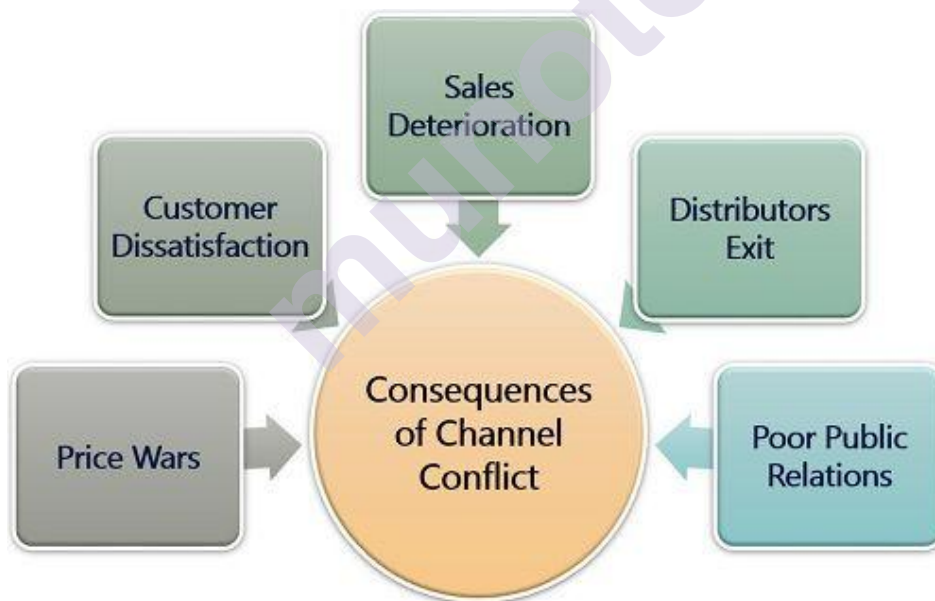 Sales
Deterioration
Customer
Dissatisfaction
Distributors
Exit
Price Wars
Consequences
of Channel
Conflict
Poor Public
Relations